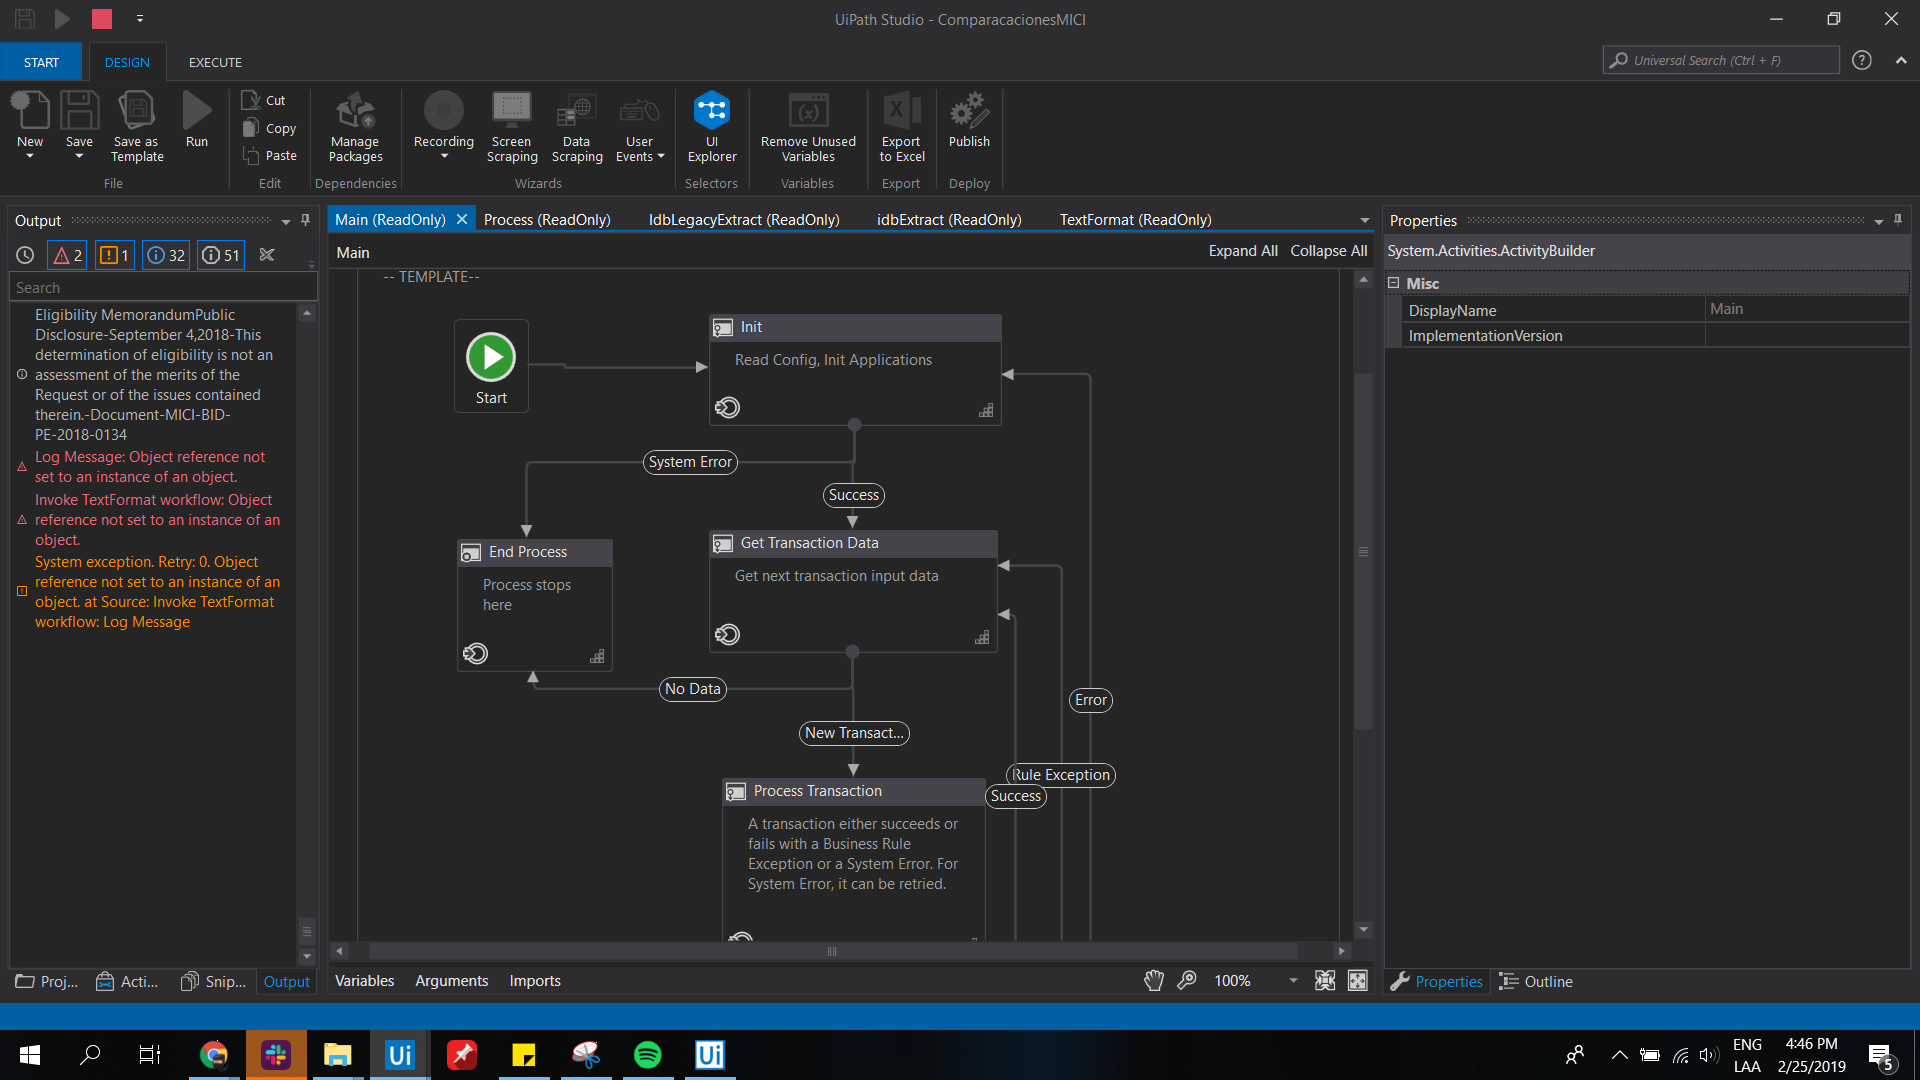 UiPath Studio - ComparacacionesMICI
START
DESIGN
EXECUTE
Universal Search (Ctrl + F)
New
Save
Save as
Template
Run
File
Cut
Copy
Paste
Edit
Manage
Packages
Dependencies
Recording
Screen
Scraping
Data
Scraping
User
Events
Wizards
UI
Explorer
Selectors
Remove Unused
Variables
Variables
Export
to Excel
Export
Publish
Deploy
Output
2
1
32
51
Search
Eligibility MemorandumPublic
Disclosure-September 4,2018-This
determination of eligibility is not an
assessment of the merits of the
Request or of the issues contained
therein.-Document-MICI-BID-
PE-2018-0134
Log Message: Object reference not
set to an instance of an object.
Invoke TextFormat workflow: Object
reference not set to an instance of an
object.
System exception. Retry: 0. Object
reference not set to an instance of an
object. at Source: Invoke TextFormat
workflow: Log Message
Proj...
Acti...
Snip...
Output
Main (ReadOnly)
Process (ReadOnly)
IdbLegacyExtract (ReadOnly)
idbExtract (ReadOnly)
TextFormat (ReadOnly)
Main
Expand All
Collapse All
-- TEMPLATE--
Start
Init
Read Config, Init Applications
System Error
Success
End Process
Process stops
here
Get Transaction Data
Get next transaction input data
No Data
New Transact...
Error
Rule Exception
Success
Process Transaction
A transaction either succeeds or
fails with a Business Rule
Exception or a System Error. For
System Error, it can be retried.
Variables
Arguments
Imports
100%
Properties
System.Activities.ActivityBuilder
Misc
DisplayName
Main
ImplementationVersion
Properties
Outline
Ui
Ui
ENG
LAA
4:46 PM
2/25/2019
5